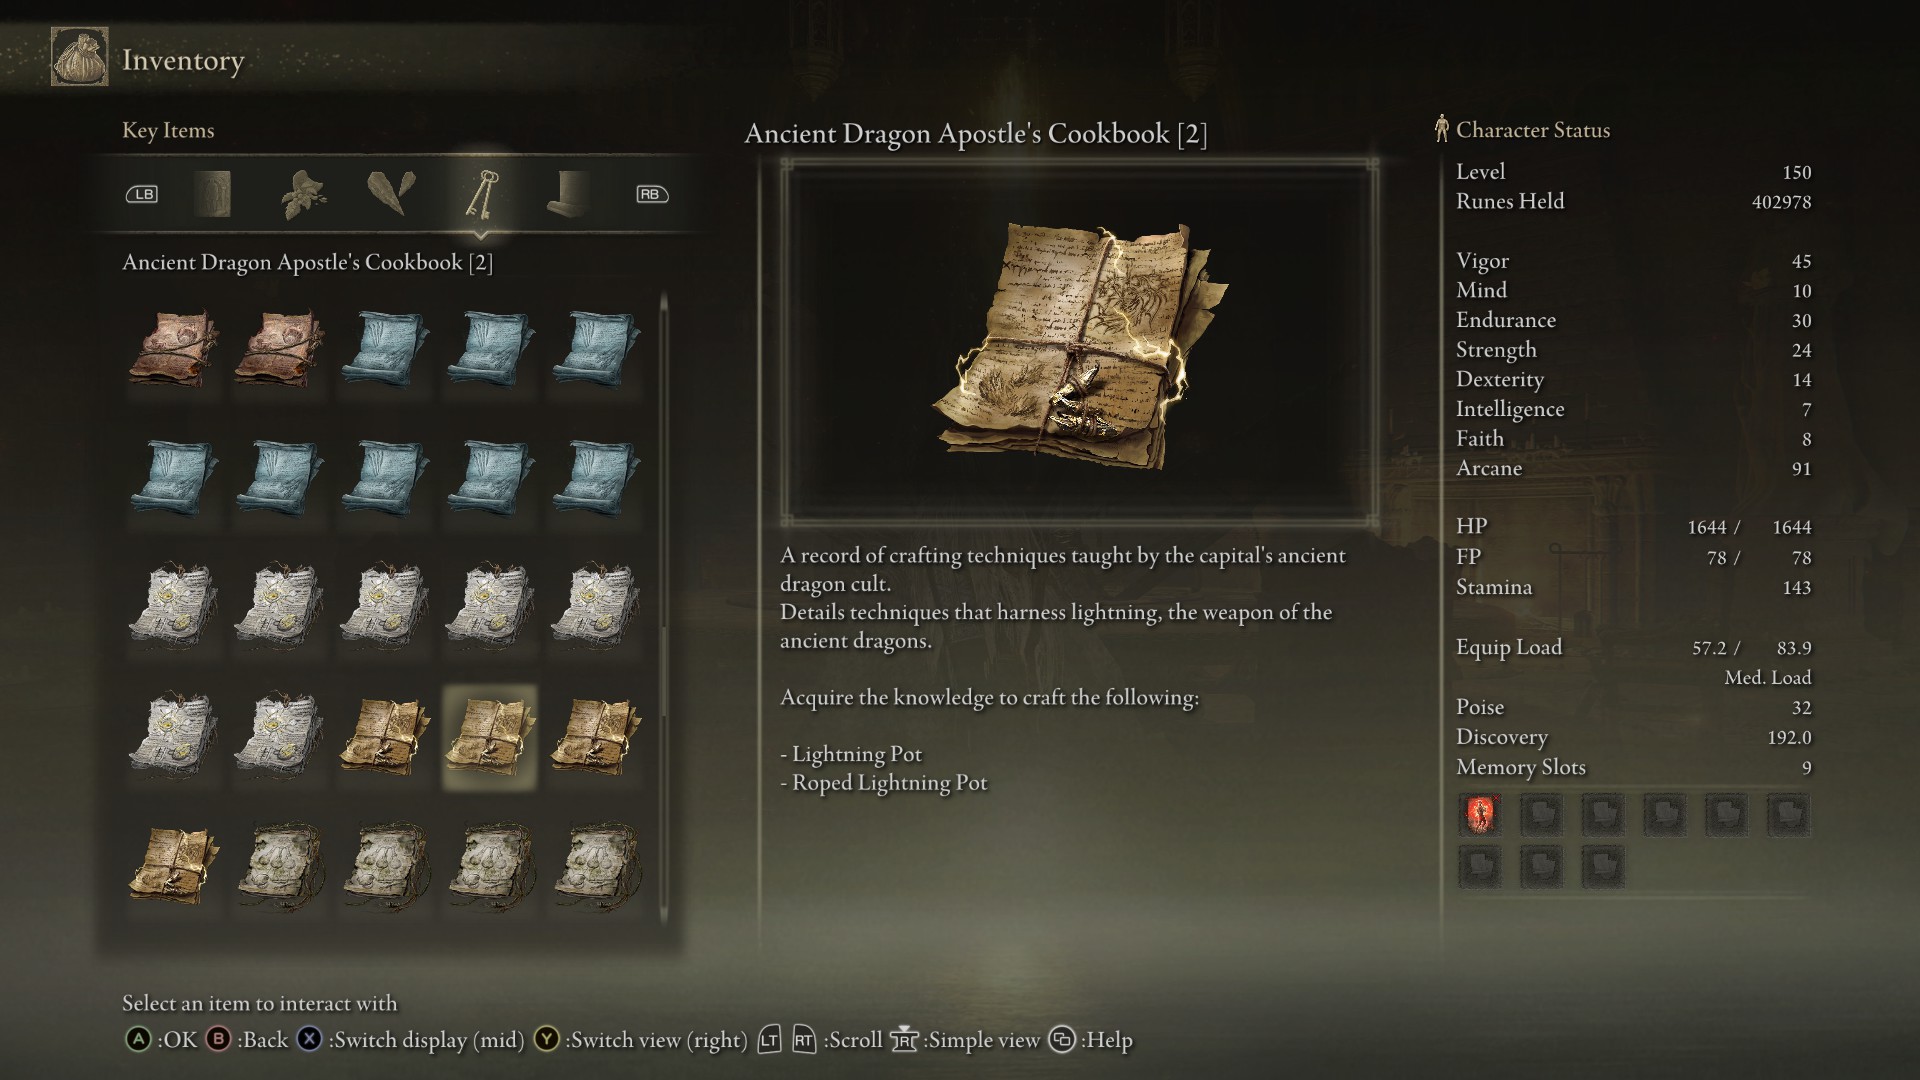 Inventory
Key Items
LB
RB
Ancient Dragon Apostle's Cookbook [2]
Ancient Dragon Apostle's Cookbook [2]
A record of crafting techniques taught by the capital's ancient
dragon cult.
Details techniques that harness lightning, the weapon of the
ancient dragons.
Acquire the knowledge to craft the following:
- Lightning Pot
- Roped Lightning Pot
Character Status
Level 150
Runes Held 402978
Vigor 45
Mind 10
Endurance 30
Strength 24
Dexterity 14
Intelligence 7
Faith 8
Arcane 91
HP 1644 / 1644
FP 78 / 78
Stamina 143
Equip Load 57.2 / 83.9
Med. Load
Poise 32
Discovery 192.0
Memory Slots 9
Select an item to interact with
A :OK B :Back X :Switch display (mid) Y :Switch view (right) LT RT :Scroll R :Simple view :Help